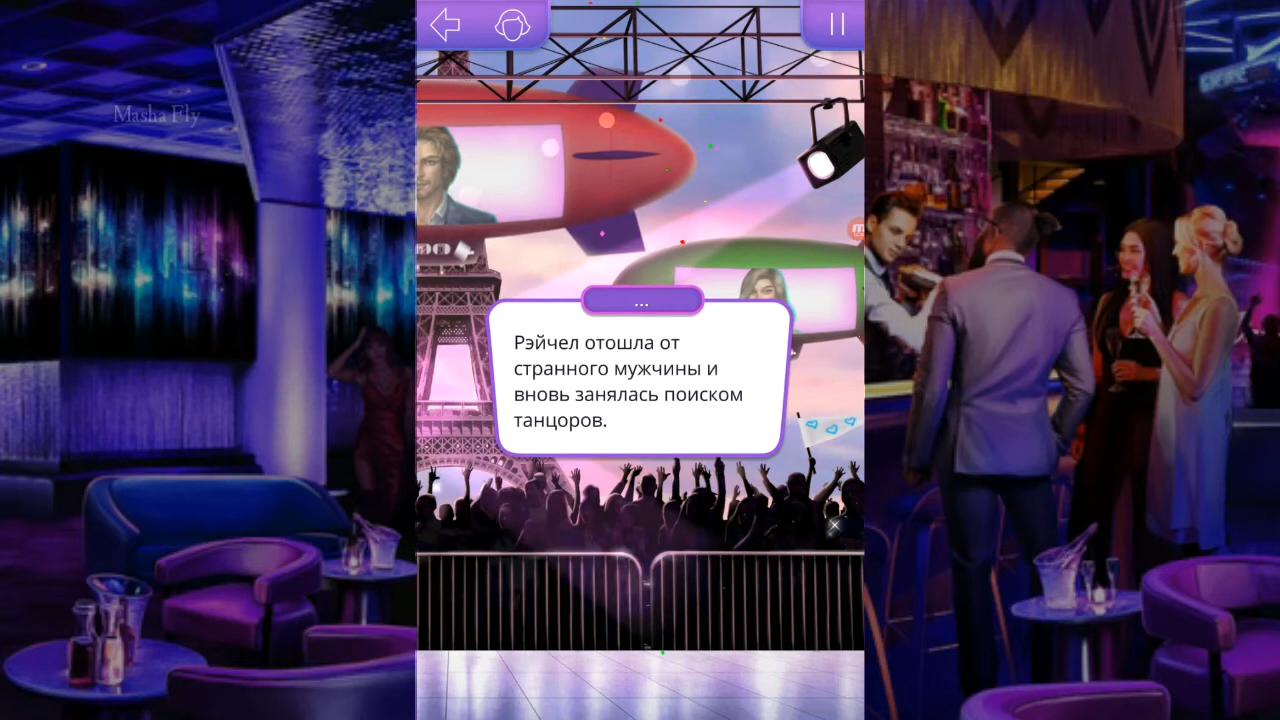 Masha Fly
...
Рэйчел отошла от
странного мужчины и
вновь занялась поиском
танцоров.